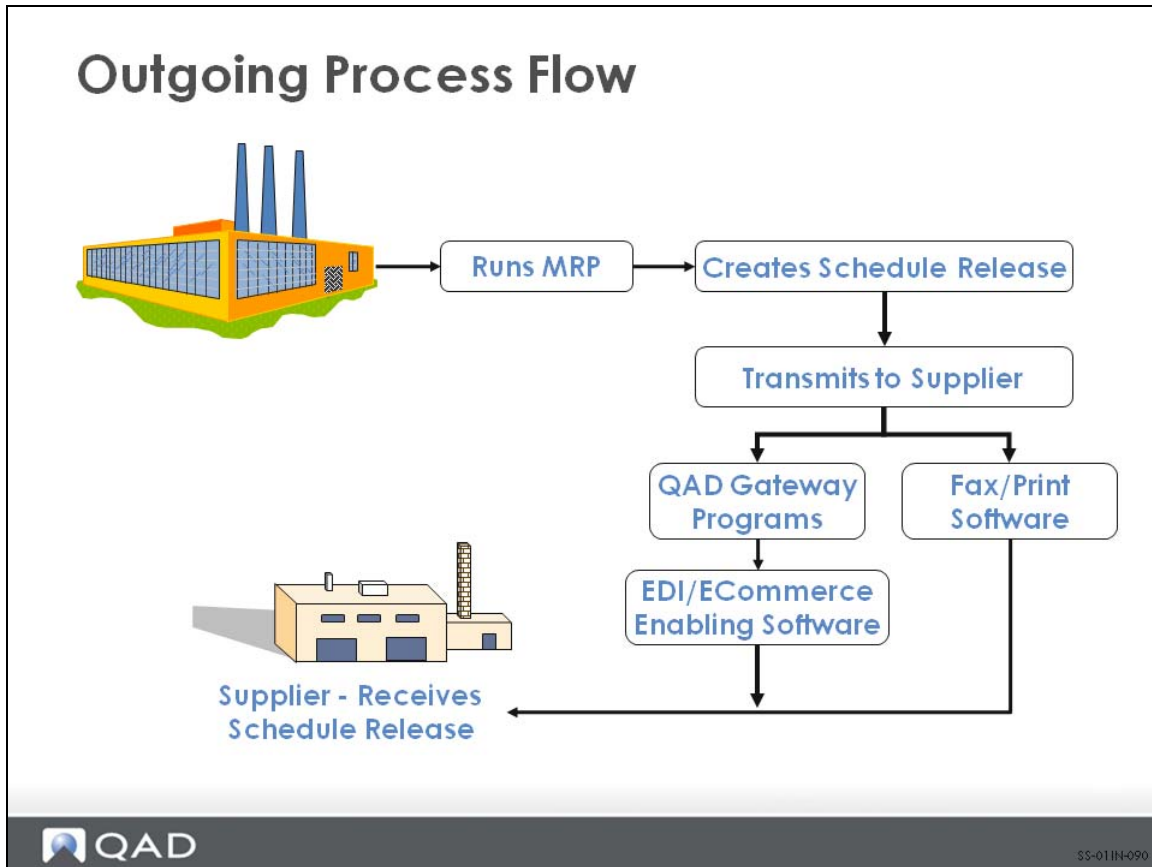 Outgoing Process Flow
Runs MRP
Creates Schedule Release
Transmits to Supplier
QAD Gateway
Programs
Fax/Print
Software
EDI/ECommerce
Enabling Software
Supplier - Receives
Schedule Release
QAD
SS-01IN-090